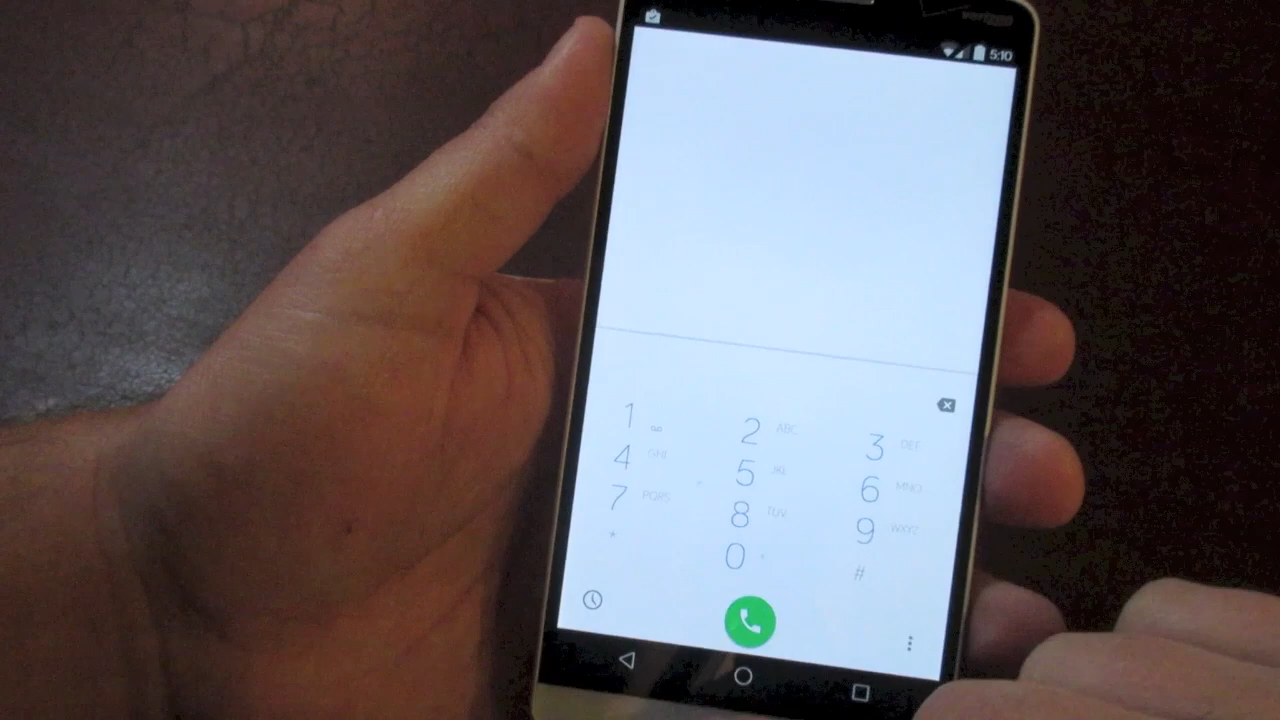 verizon
5:10
1 2 ABC 3 DEF
4 GHI 5 JKL 6 MNO
7 PQRS 8 TUV 9 WXYZ
* 0 + #